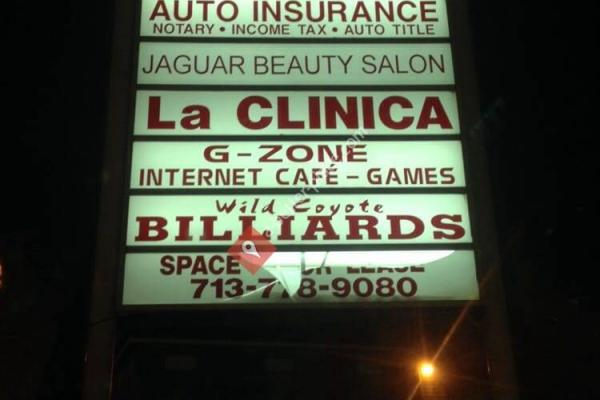 AUTO INSURANCE
NOTARY • INCOME TAX • AUTO TITLE
JAGUAR BEAUTY SALON
La CLINICA
G-ZONE
INTERNET CAFÉ - GAMES
Wild Coyote
BILLIARDS
SPACE FOR LEASE
713-778-9080